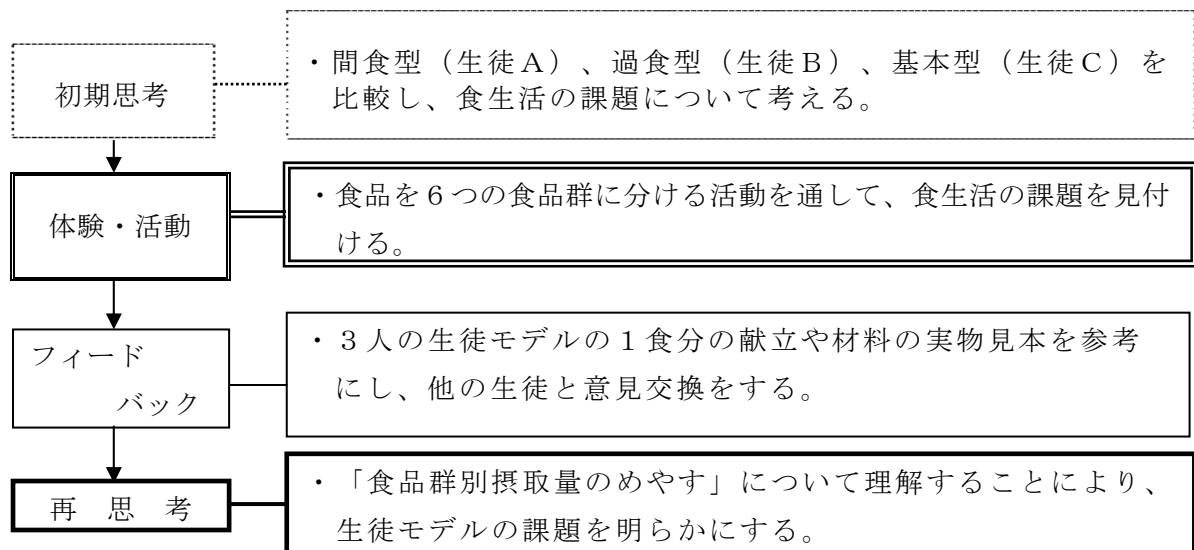 初期思考
・間食型（生徒Ａ）、過食型（生徒Ｂ）、基本型（生徒Ｃ）を
比較し、食生活の課題について考える。
体験・活動
・食品を６つの食品群に分ける活動を通して、食生活の課題を見付
ける。
フィード
バック
・３人の生徒モデルの１食分の献立や材料の実物見本を参考
にし、他の生徒と意見交換をする。
再　思　考
・「食品群別摂取量のめやす」について理解することにより、
生徒モデルの課題を明らかにする。